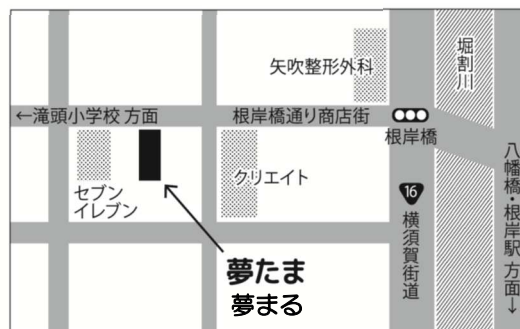 矢吹整形外科
堀割川
←滝頭小学校 方面
根岸橋通り商店街
根岸橋
セブン
イレブン
クリエイト
16
横須賀街道
八幡橋・根岸駅 方面→
夢たま
夢まる